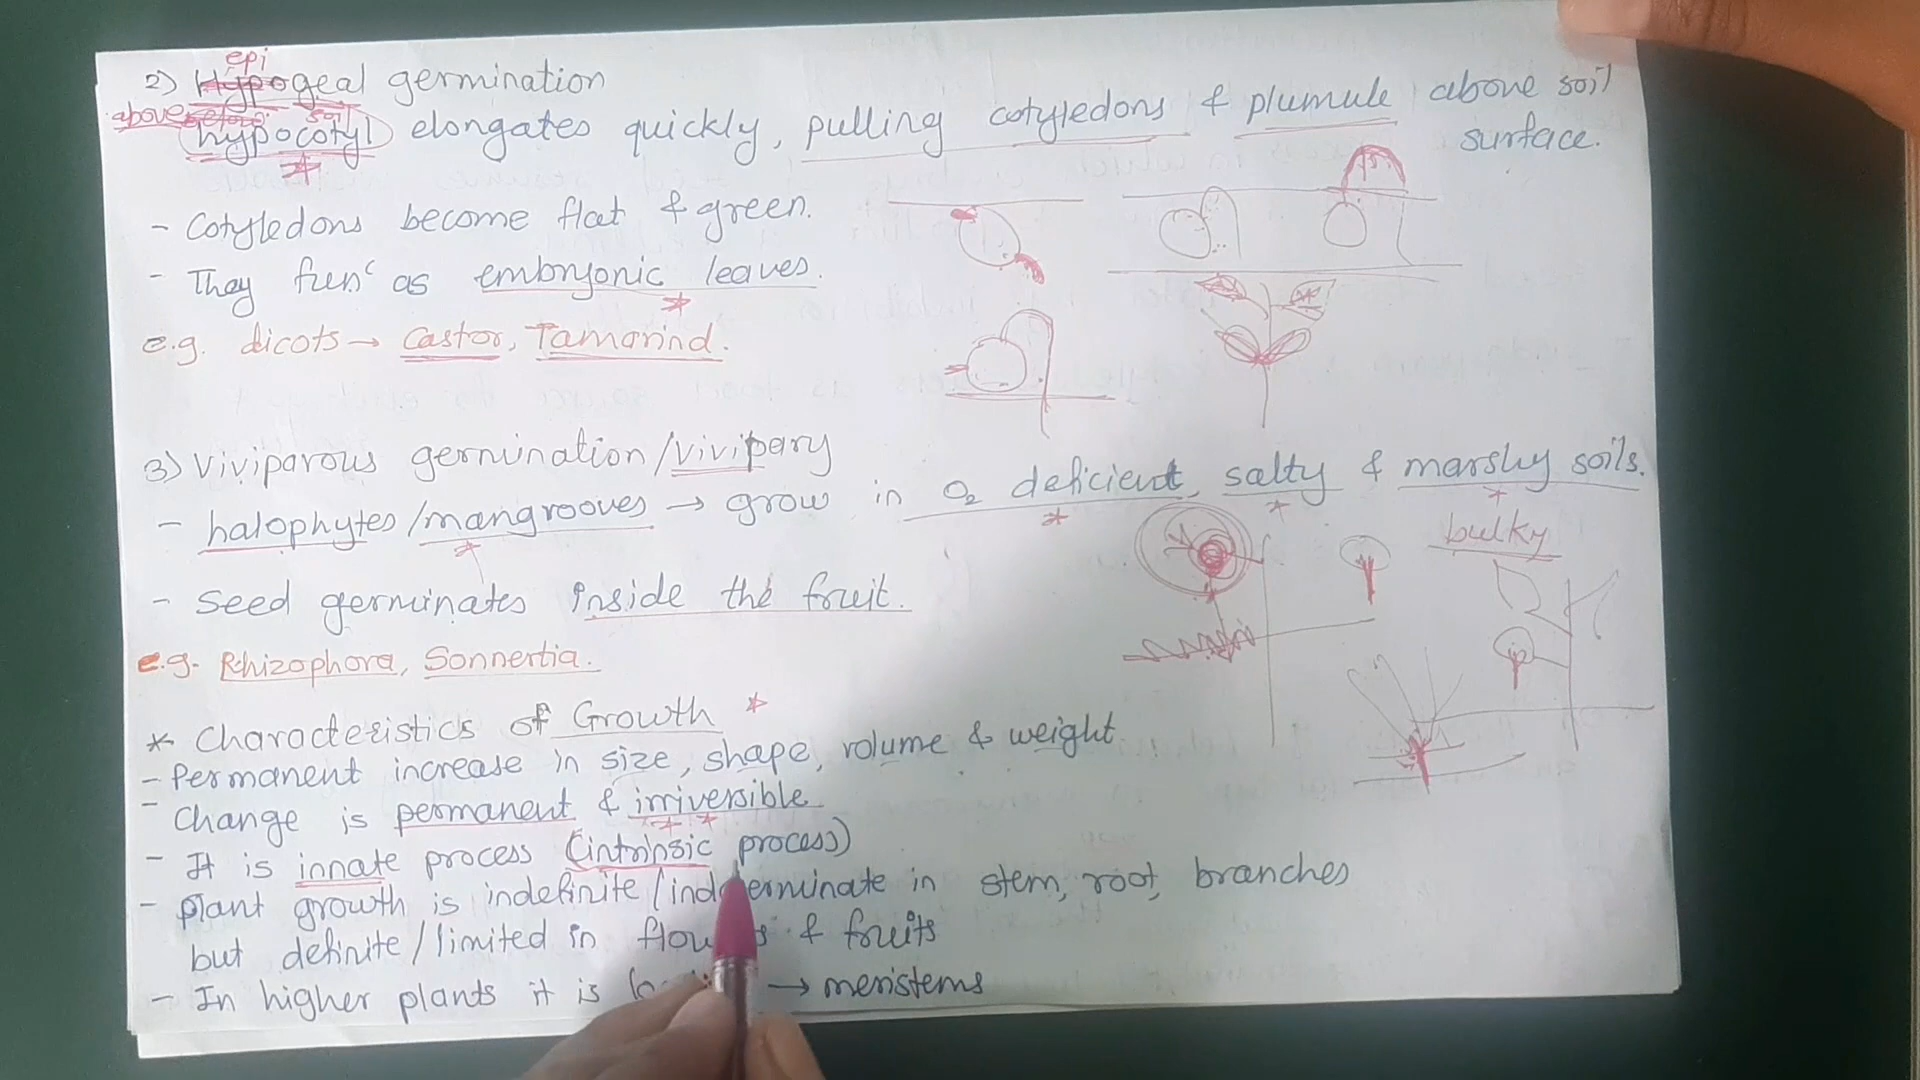 epi
2) Hypogeal germination
above below soil
hypocotyl elongates quickly, pulling cotyledons & plumule above soil
surface.
- Cotyledons become flat & green.
- They funᶜ as embryonic leaves.
e.g. dicots → Castor, Tamarind.
3) Viviparous germination/vivipary
- halophytes/mangrooves → grow in O₂ deficient, salty & marshy soils.
bulky
- Seed germinates inside the fruit.
e.g. Rhizophora, Sonnertia.
* Characteristics of Growth *
- Permanent increase in size, shape, volume & weight
- Change is permanent & irriversible
- It is innate process (intrinsic process)
- plant growth is indefinite/indeterminate in stem, root, branches
but definite/limited in & fruits
- In higher plants it is → meristems